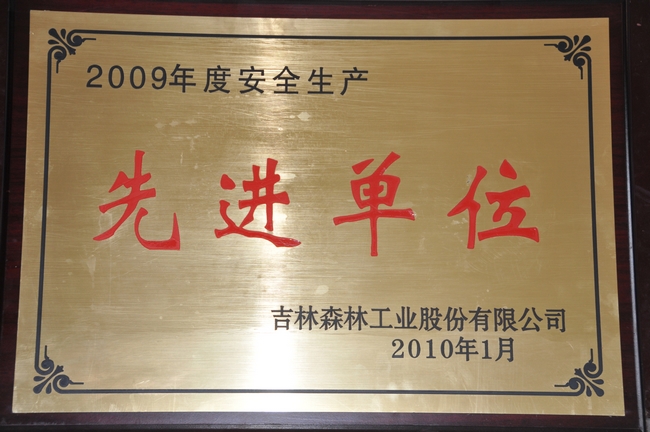 2009年度安全生产
先进单位
吉林森林工业股份有限公司
2010年1月